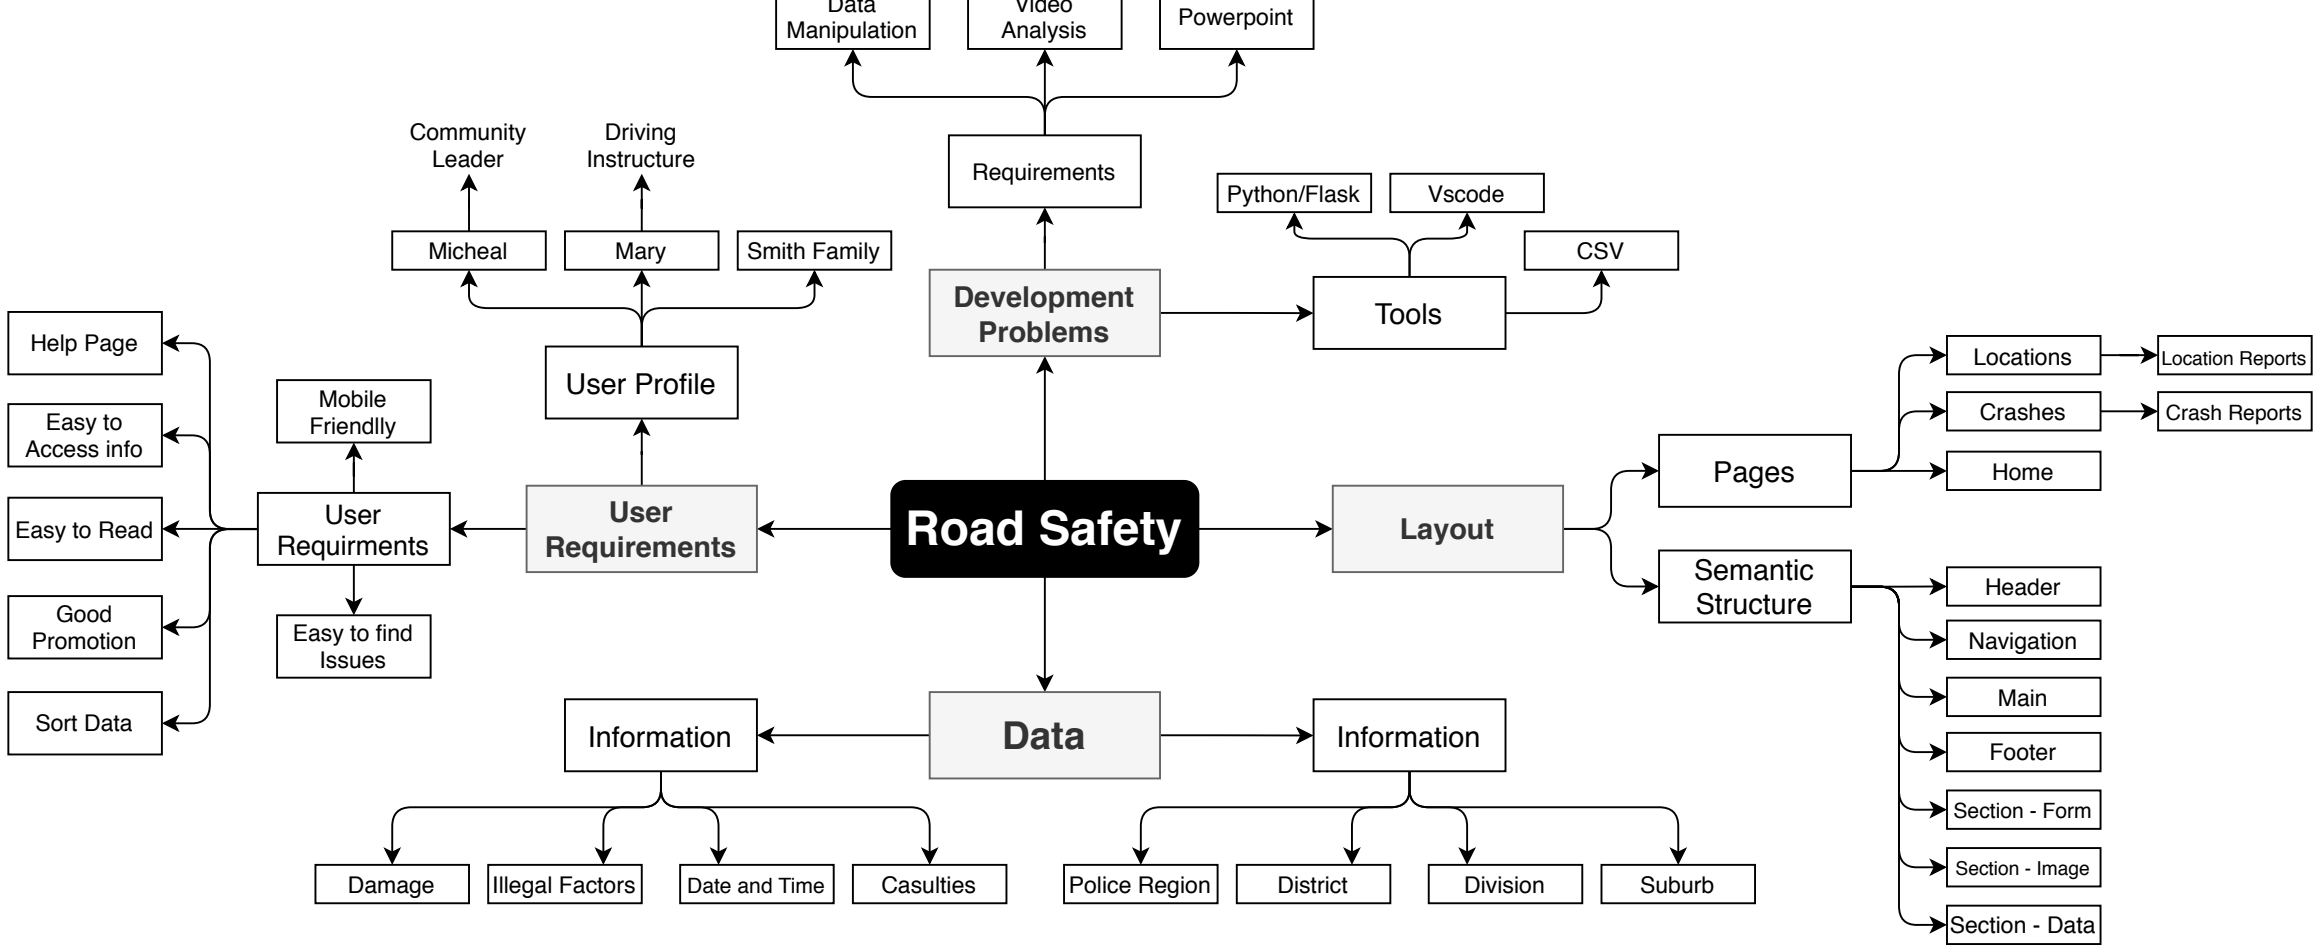 Data
Manipulation
Video
Analysis
Powerpoint
Community
Leader
Driving
Instructure
Requirements
Python/Flask
Vscode
Micheal
Mary
Smith Family
CSV
Development
Problems
Tools
Help Page
User Profile
Locations
Location Reports
Mobile
Friendlly
Easy to
Access info
Crashes
Crash Reports
Pages
Home
User
Requirments
Easy to Read
User
Requirements
Road Safety
Layout
Semantic
Structure
Header
Good
Promotion
Easy to find
Issues
Navigation
Main
Sort Data
Information
Data
Information
Footer
Section - Form
Damage
Illegal Factors
Date and Time
Casulties
Police Region
District
Division
Suburb
Section - Image
Section - Data